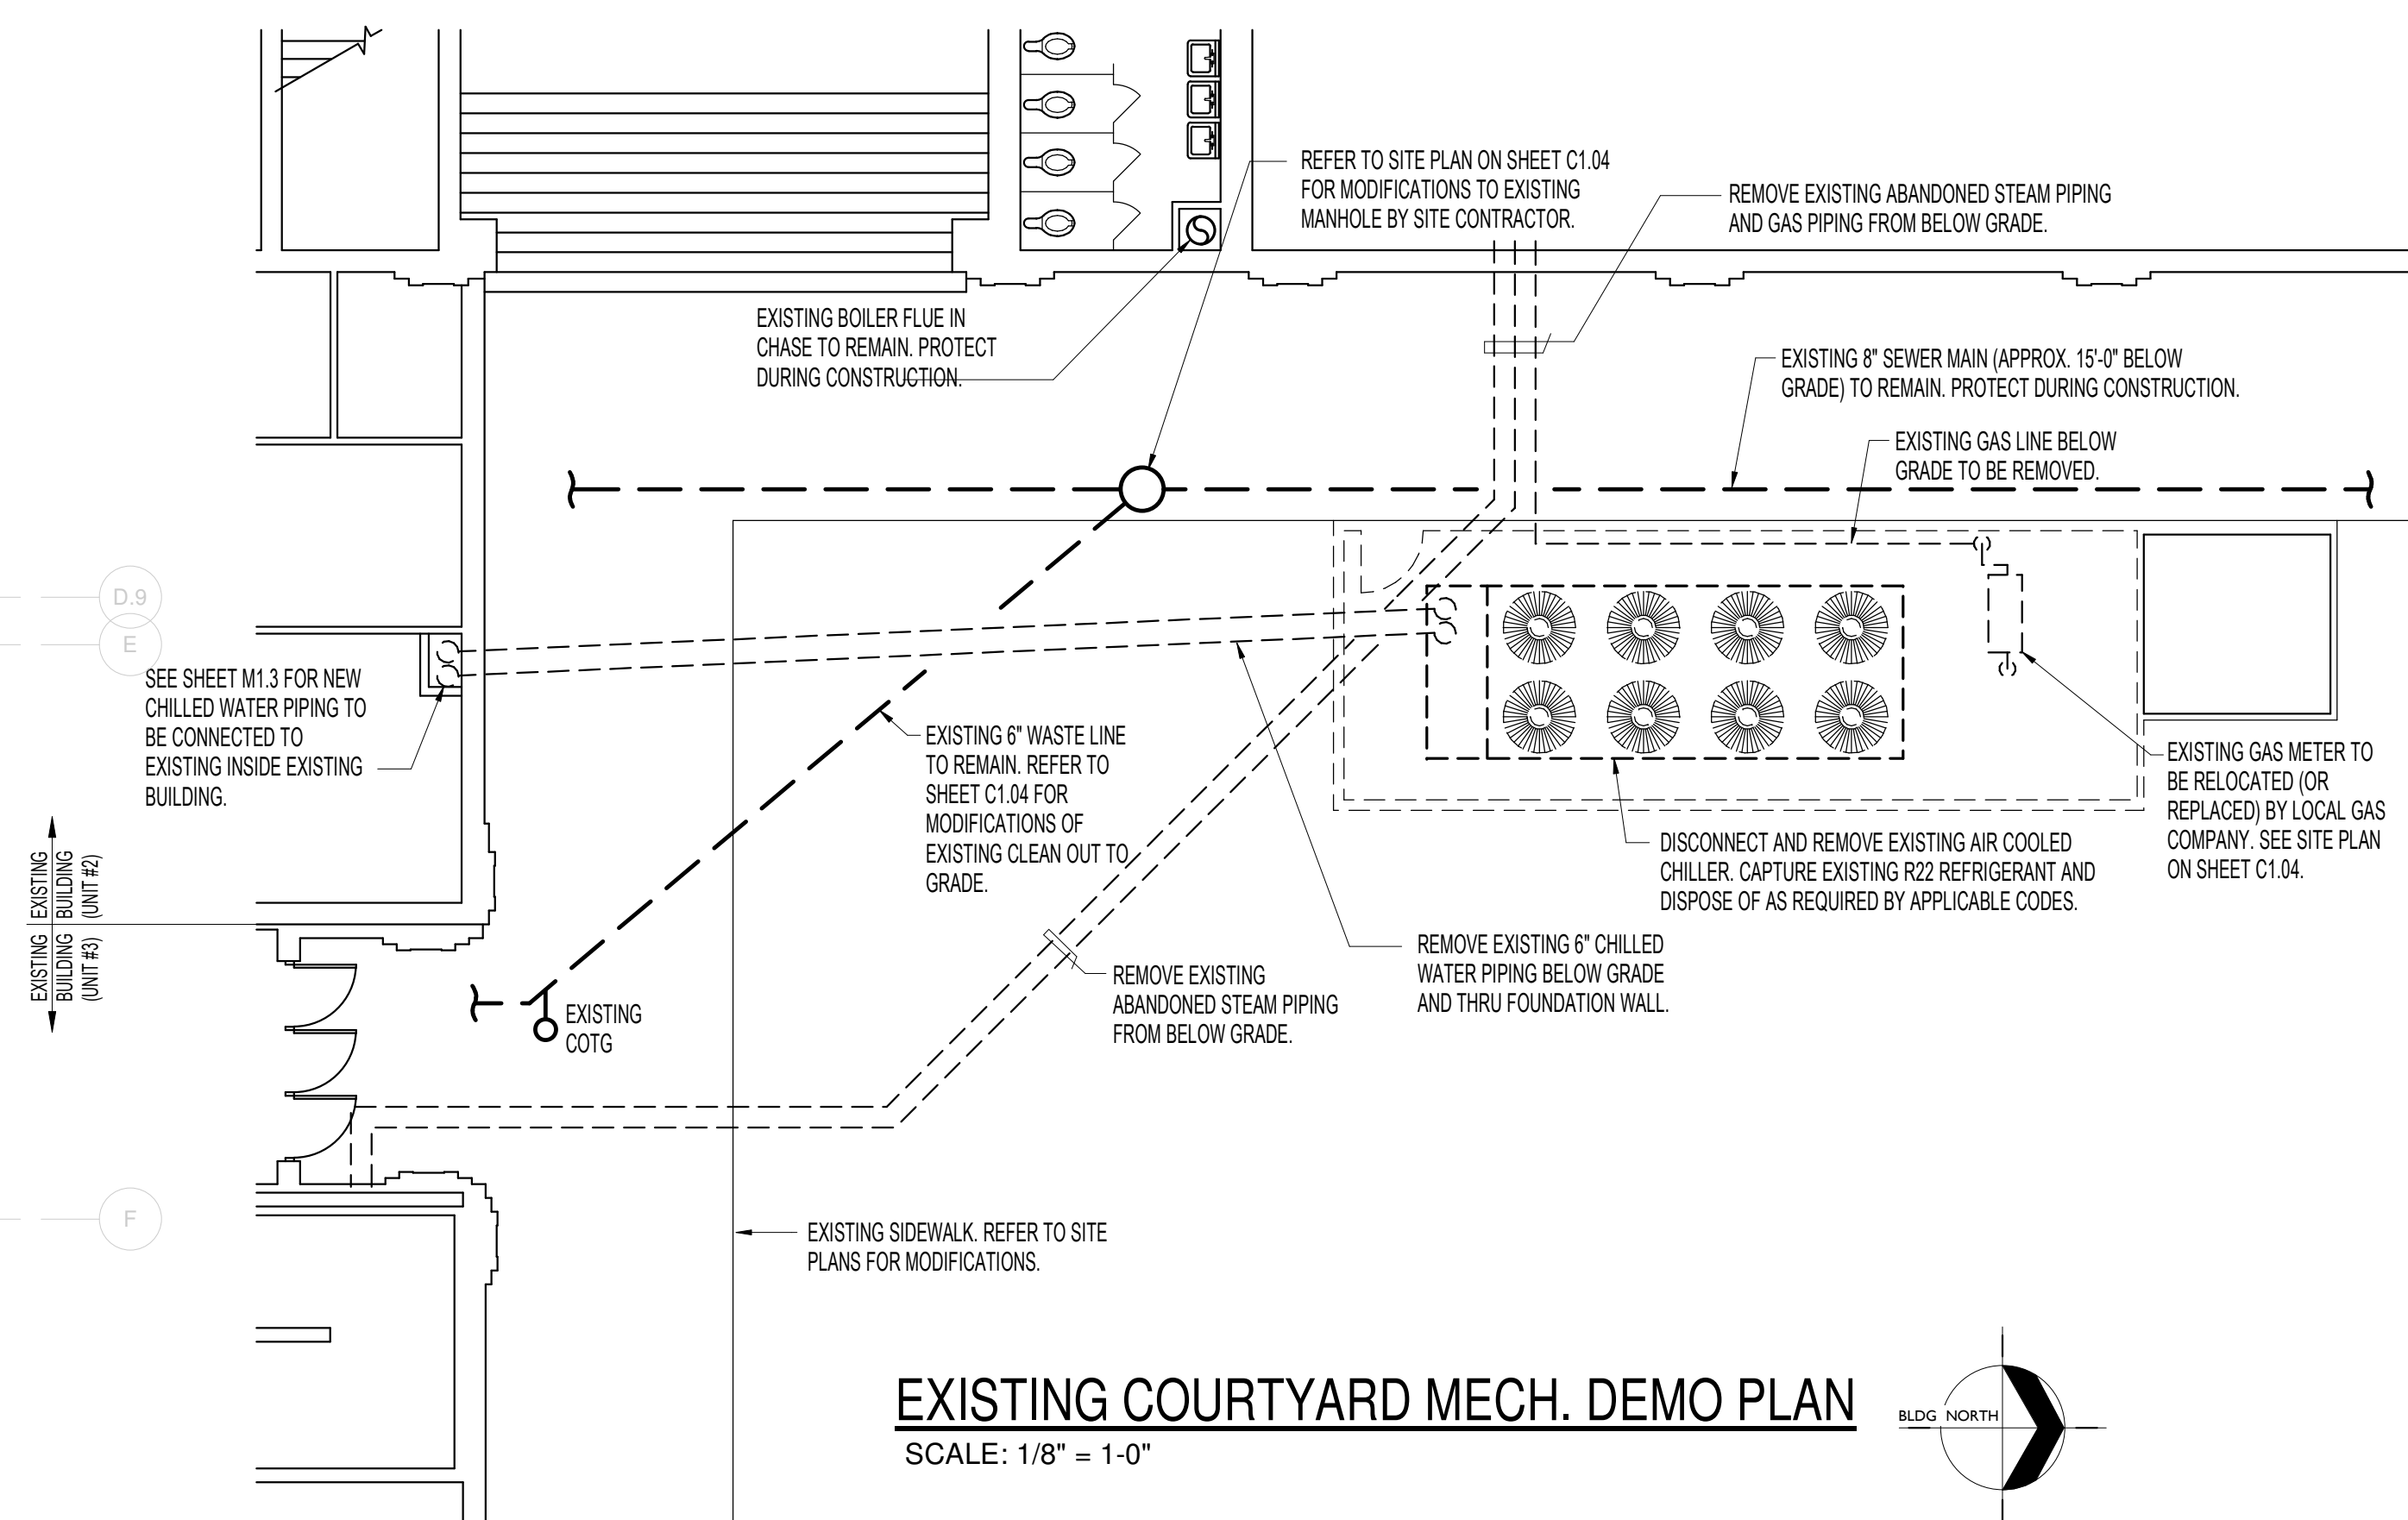 REFER TO SITE PLAN ON SHEET C1.04
FOR MODIFICATIONS TO EXISTING
MANHOLE BY SITE CONTRACTOR.
REMOVE EXISTING ABANDONED STEAM PIPING
AND GAS PIPING FROM BELOW GRADE.
EXISTING BOILER FLUE IN
CHASE TO REMAIN. PROTECT
DURING CONSTRUCTION.
EXISTING 8" SEWER MAIN (APPROX. 15'-0" BELOW
GRADE) TO REMAIN. PROTECT DURING CONSTRUCTION.
EXISTING GAS LINE BELOW
GRADE TO BE REMOVED.
D.9
E
SEE SHEET M1.3 FOR NEW
CHILLED WATER PIPING TO
BE CONNECTED TO
EXISTING INSIDE EXISTING
BUILDING.
EXISTING 6" WASTE LINE
TO REMAIN. REFER TO
SHEET C1.04 FOR
MODIFICATIONS OF
EXISTING CLEAN OUT TO
GRADE.
EXISTING GAS METER TO
BE RELOCATED (OR
REPLACED) BY LOCAL GAS
COMPANY. SEE SITE PLAN
ON SHEET C1.04.
DISCONNECT AND REMOVE EXISTING AIR COOLED
CHILLER. CAPTURE EXISTING R22 REFRIGERANT AND
DISPOSE OF AS REQUIRED BY APPLICABLE CODES.
EXISTING
BUILDING
(UNIT #2)
EXISTING
BUILDING
(UNIT #3)
REMOVE EXISTING 6" CHILLED
WATER PIPING BELOW GRADE
AND THRU FOUNDATION WALL.
REMOVE EXISTING
ABANDONED STEAM PIPING
FROM BELOW GRADE.
EXISTING
COTG
F
EXISTING SIDEWALK. REFER TO SITE
PLANS FOR MODIFICATIONS.
EXISTING COURTYARD MECH. DEMO PLAN
SCALE: 1/8" = 1-0"
BLDG NORTH